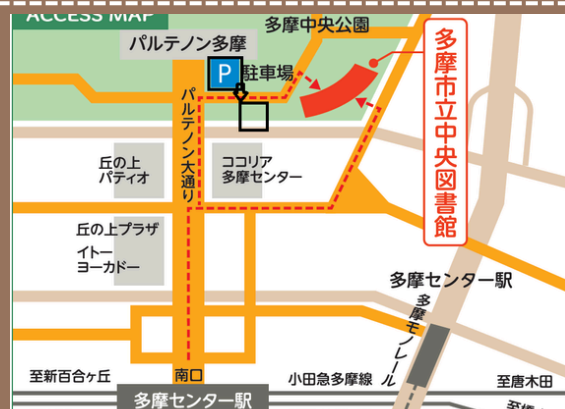 ACCESS MAP
多摩中央公園
パルテノン多摩
P
駐車場
多摩市立中央図書館
パルテノン大通り
丘の上
パティオ
ココリア
多摩センター
丘の上プラザ
イトー
ヨーカドー
多摩センター駅
多摩モノレール
至新百合ヶ丘
南口
小田急多摩線
至唐木田
多摩センター駅